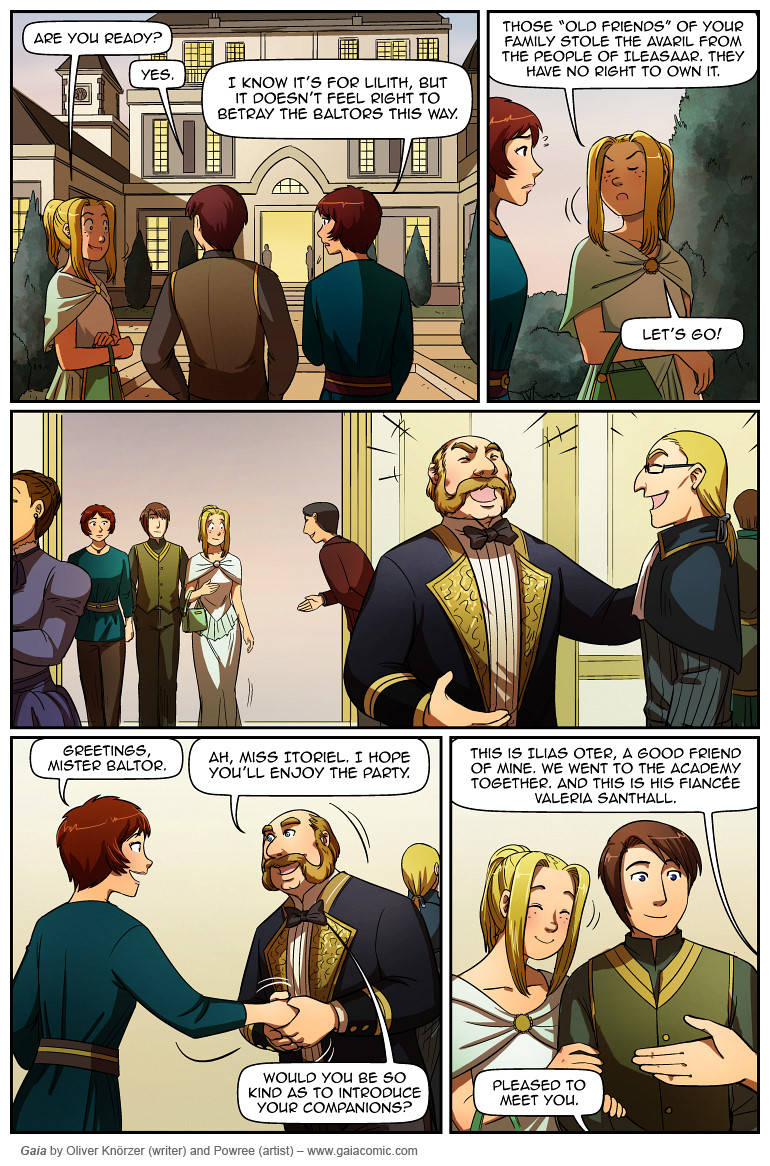 ARE YOU READY?
YES.
I KNOW IT'S FOR LILITH, BUT
IT DOESN'T FEEL RIGHT TO
BETRAY THE BALTORS THIS WAY.
THOSE "OLD FRIENDS" OF YOUR
FAMILY STOLE THE AVARIL FROM
THE PEOPLE OF ILEASAAR. THEY
HAVE NO RIGHT TO OWN IT.
LET'S GO!
GREETINGS,
MISTER BALTOR.
AH, MISS ITORIEL. I HOPE
YOU'LL ENJOY THE PARTY.
WOULD YOU BE SO
KIND AS TO INTRODUCE
YOUR COMPANIONS?
THIS IS ILIAS OTER, A GOOD FRIEND
OF MINE. WE WENT TO THE ACADEMY
TOGETHER. AND THIS IS HIS FIANCÉE
VALERIA SANTHALL.
PLEASED TO
MEET YOU.
Gaia by Oliver Knörzer (writer) and Powree (artist) – www.gaiacomic.com